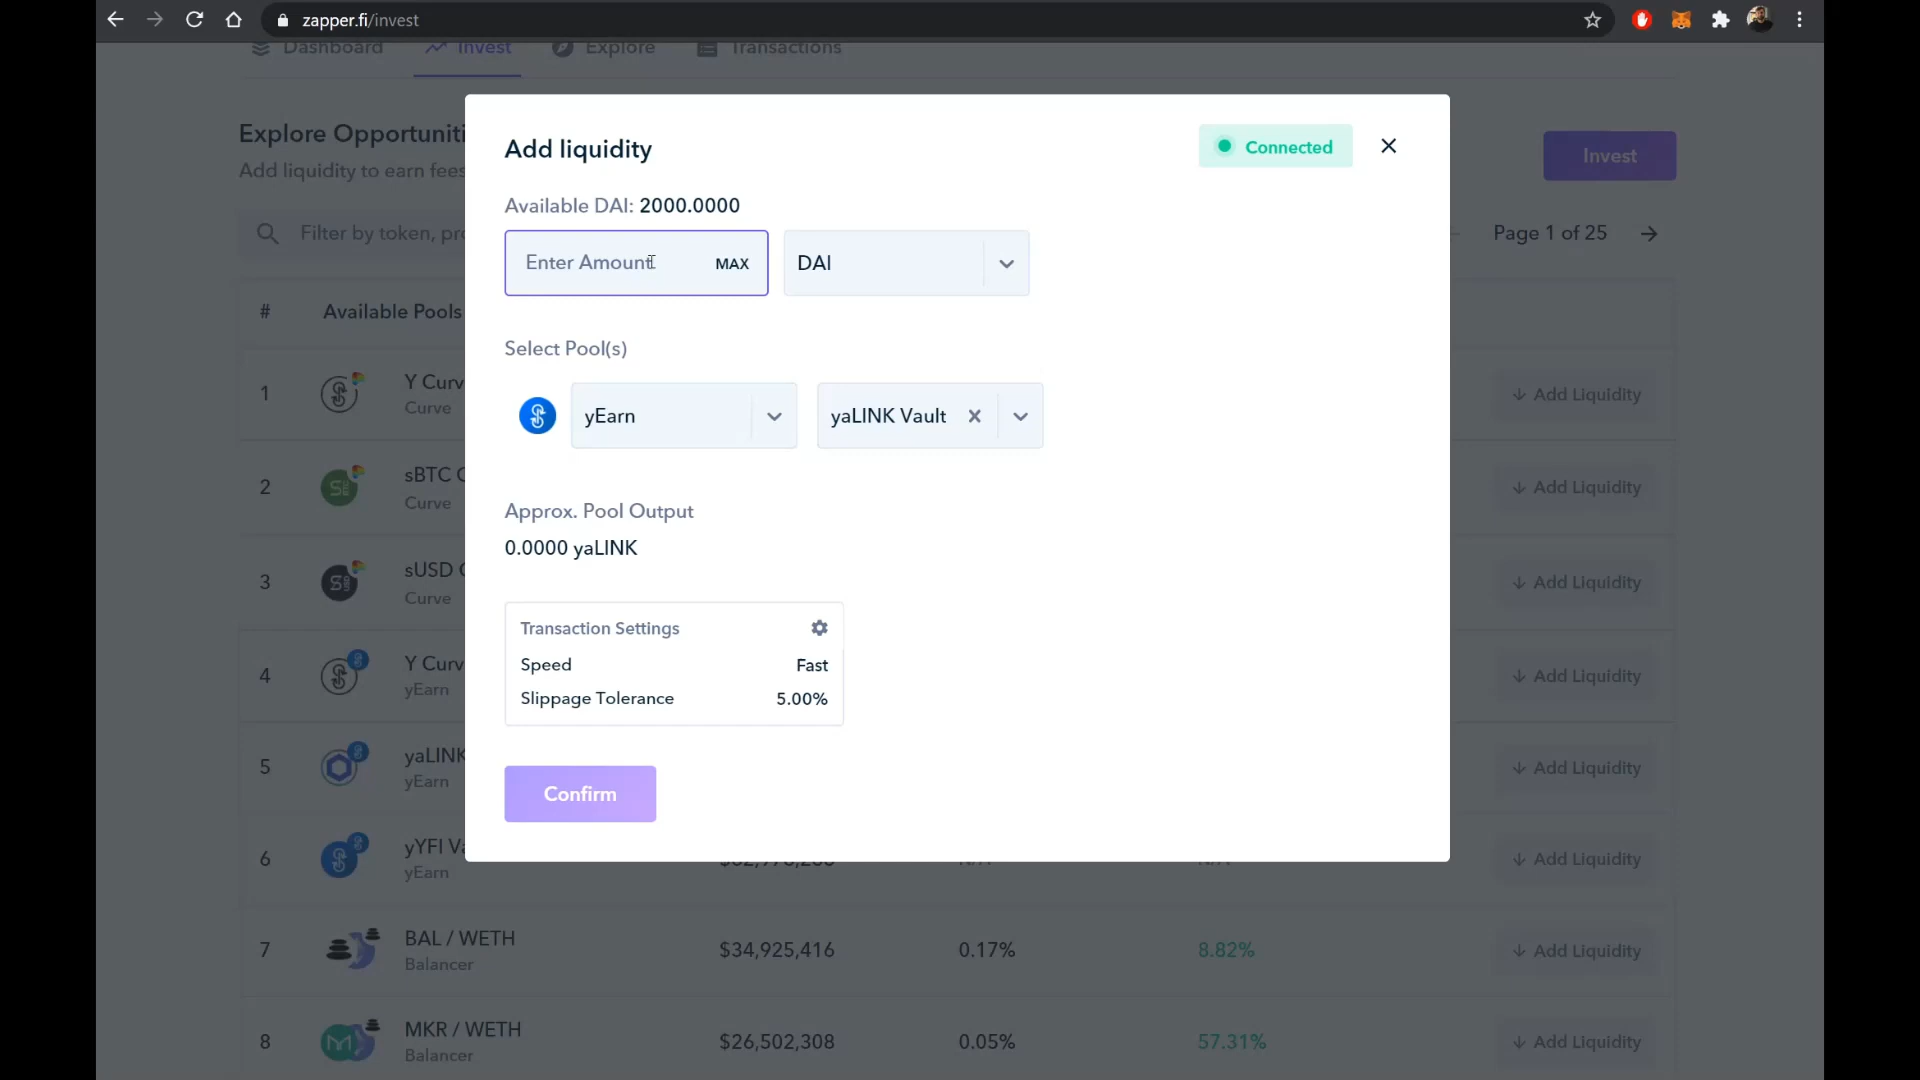 zapper.fi/invest
Dashboard Invest Explore Transactions
Explore Opportuniti
Add liquidity to earn fees
Invest
Filter by token, pro
Page 1 of 25
# Available Pools
1 Y Curv
Curve
Add Liquidity
2 sBTC C
Curve
Add Liquidity
3 sUSD C
Curve
Add Liquidity
4 Y Curv
yEarn
Add Liquidity
5 yaLINK
yEarn
Add Liquidity
6 yYFI Va
yEarn
Add Liquidity
7 BAL / WETH
Balancer
$34,925,416 0.17% 8.82% Add Liquidity
8 MKR / WETH
Balancer
$26,502,308 0.05% 57.31% Add Liquidity
Add liquidity
Connected
Available DAI: 2000.0000
Enter Amount MAX DAI
Select Pool(s)
yEarn yaLINK Vault
Approx. Pool Output
0.0000 yaLINK
Transaction Settings
Speed Fast
Slippage Tolerance 5.00%
Confirm